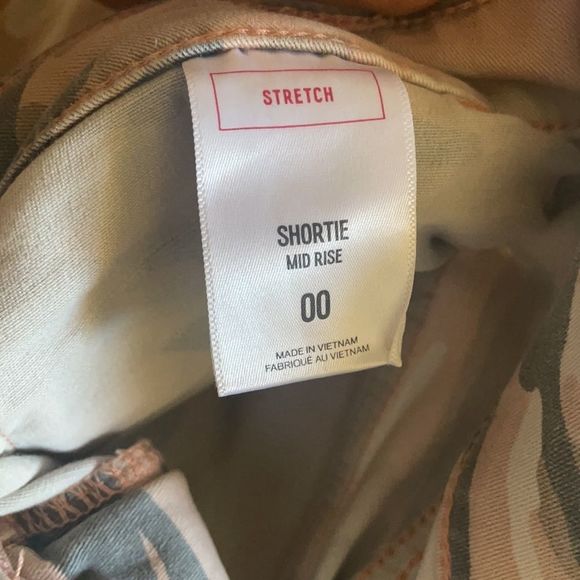 STRETCH
SHORTIE
MID RISE
00
MADE IN VIETNAM
FABRIQUÉ AU VIETNAM